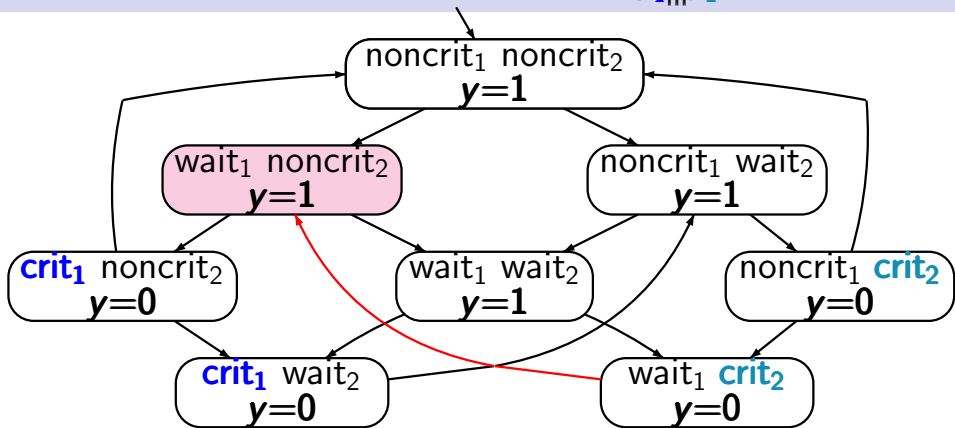 noncrit₁ noncrit₂
y=1
wait₁ noncrit₂
y=1
noncrit₁ wait₂
y=1
crit₁ noncrit₂
y=0
wait₁ wait₂
y=1
noncrit₁ crit₂
y=0
crit₁ wait₂
y=0
wait₁ crit₂
y=0